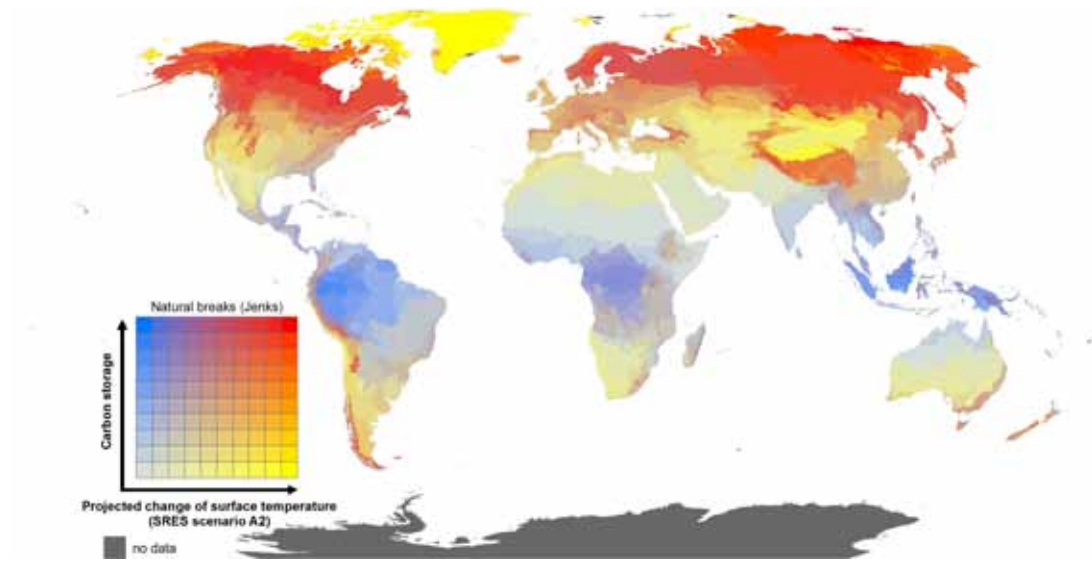 Natural breaks (Jenks)
Carbon storage
Projected change of surface temperature
(SRES scenario A2)
no data